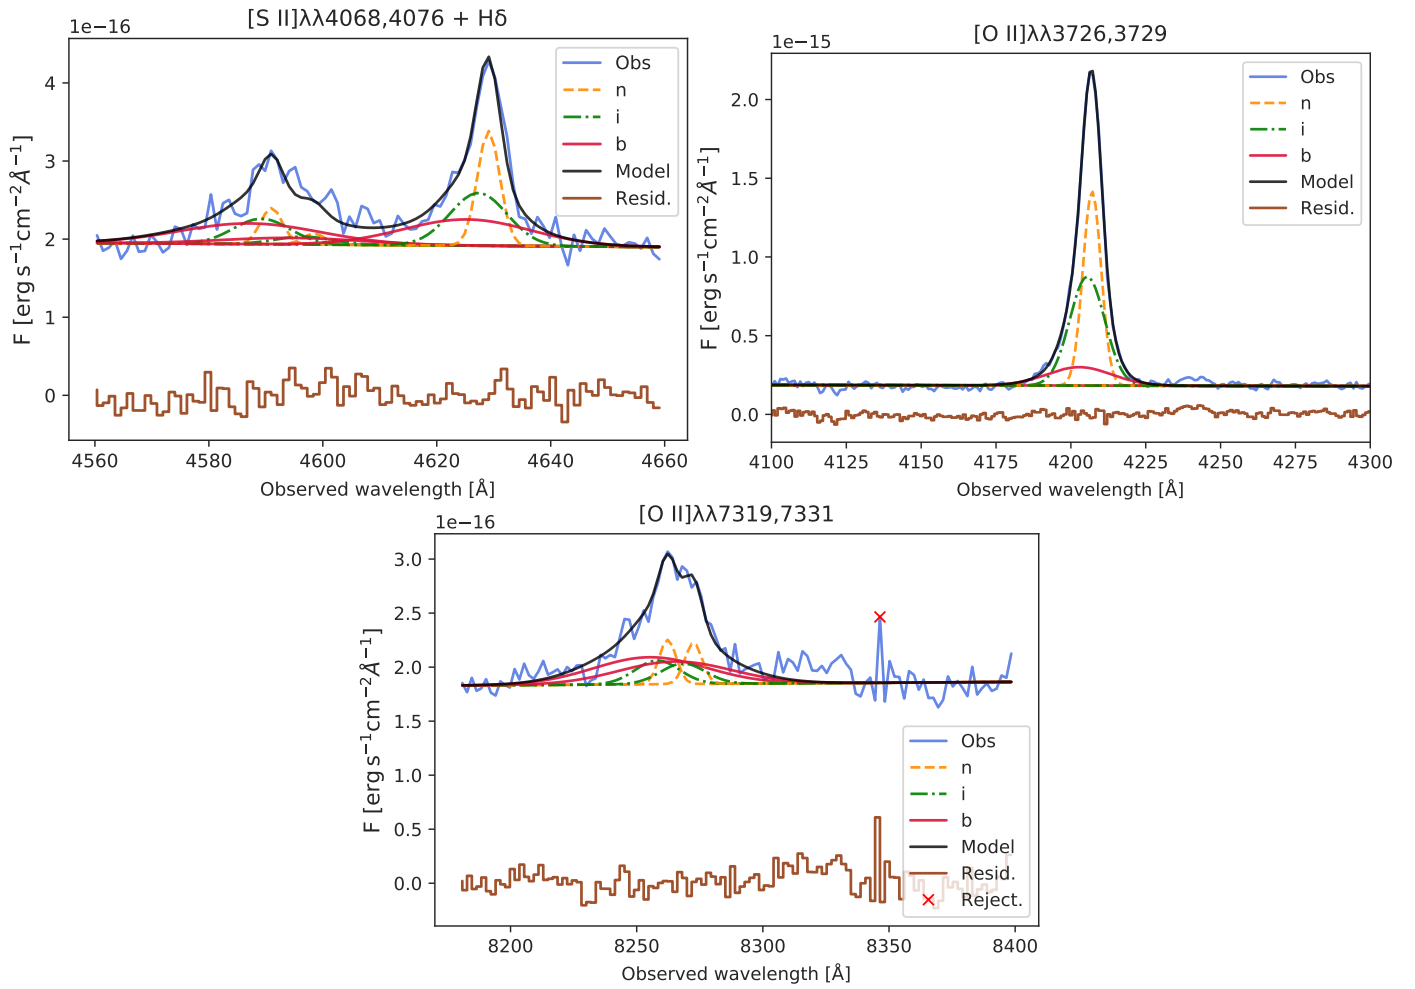 [S II]λλ4068,4076 + Hδ
1e−16
4
3
2
1
0
F [erg s⁻¹cm⁻²Å⁻¹]
Obs
n
i
b
Model
Resid.
4560 4580 4600 4620 4640 4660
Observed wavelength [Å]
[O II]λλ3726,3729
1e−15
2.0
1.5
1.0
0.5
0.0
F [erg s⁻¹cm⁻²Å⁻¹]
Obs
n
i
b
Model
Resid.
4100 4125 4150 4175 4200 4225 4250 4275 4300
Observed wavelength [Å]
[O II]λλ7319,7331
1e−16
3.0
2.5
2.0
1.5
1.0
0.5
0.0
F [erg s⁻¹cm⁻²Å⁻¹]
Obs
n
i
b
Model
Resid.
Reject.
8200 8250 8300 8350 8400
Observed wavelength [Å]